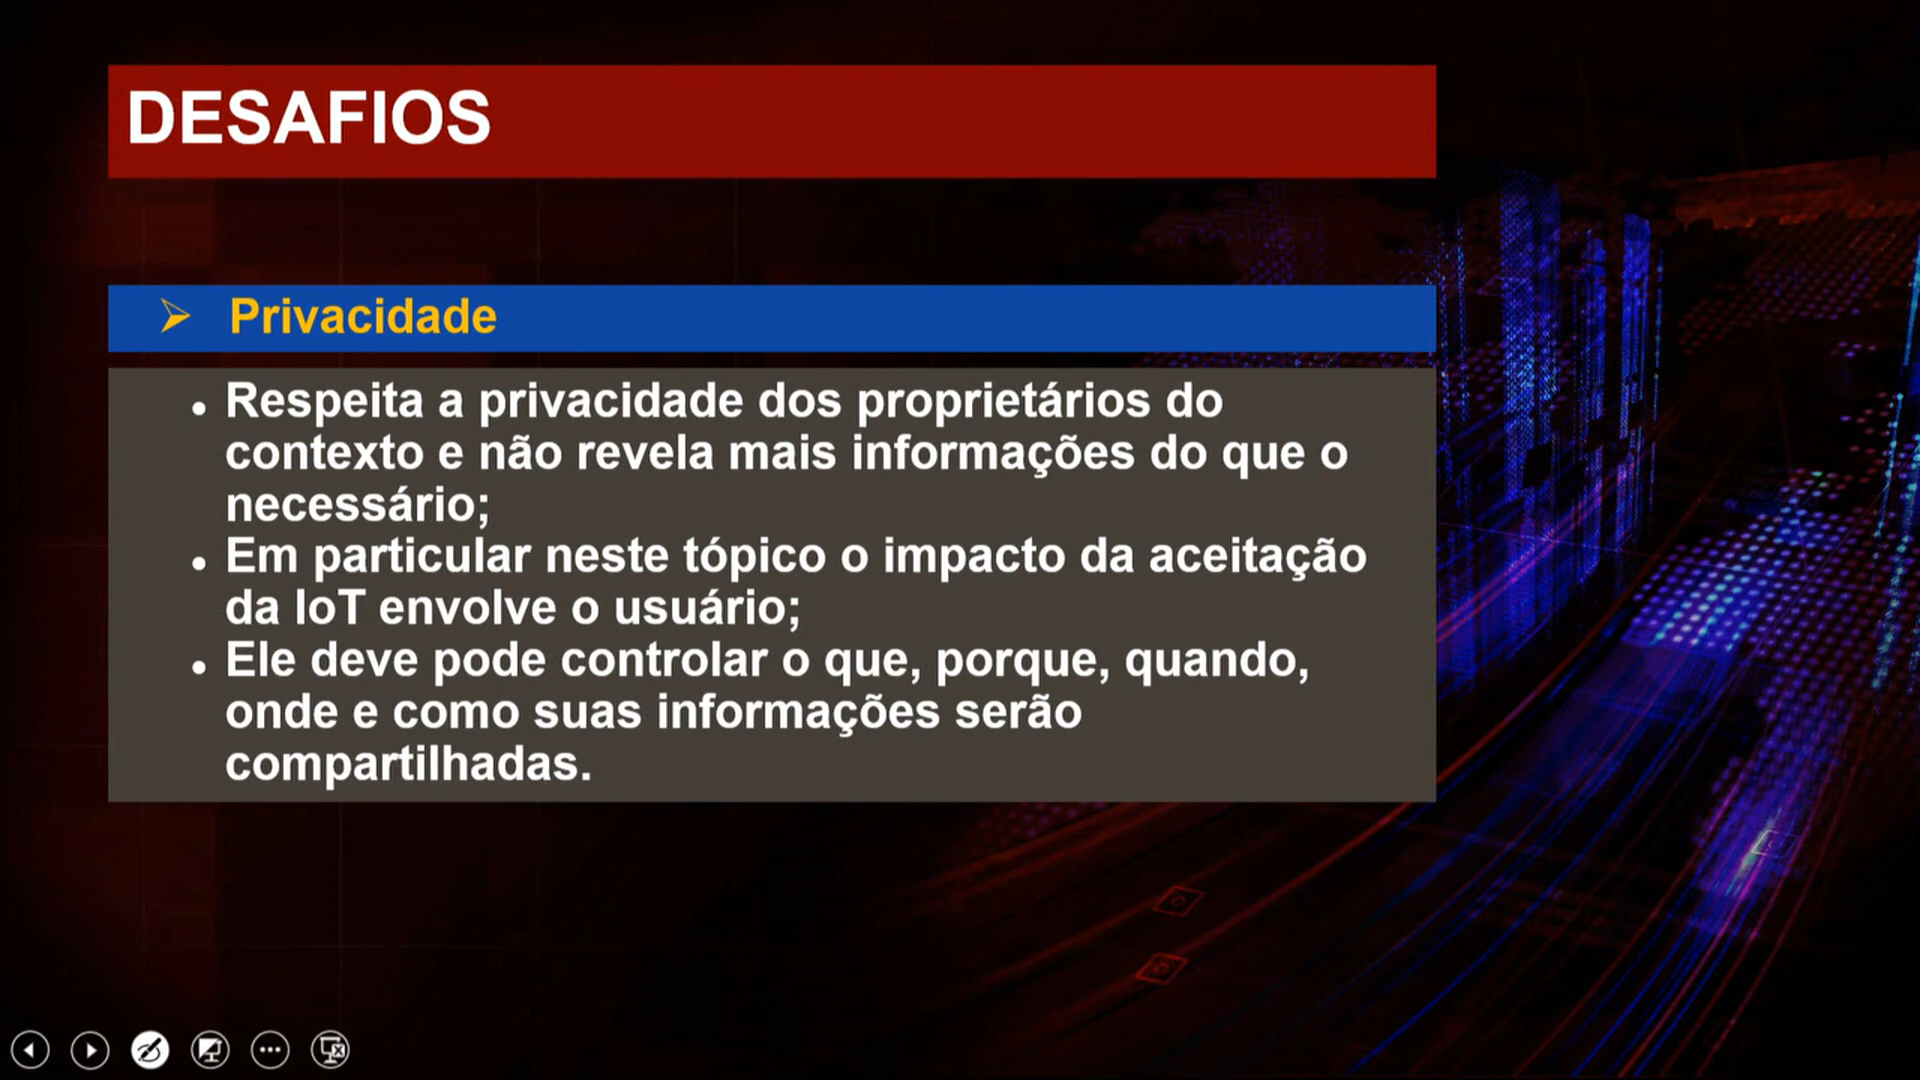 DESAFIOS
➢ Privacidade
• Respeita a privacidade dos proprietários do
contexto e não revela mais informações do que o
necessário;
• Em particular neste tópico o impacto da aceitação
da IoT envolve o usuário;
• Ele deve pode controlar o que, porque, quando,
onde e como suas informações serão
compartilhadas.